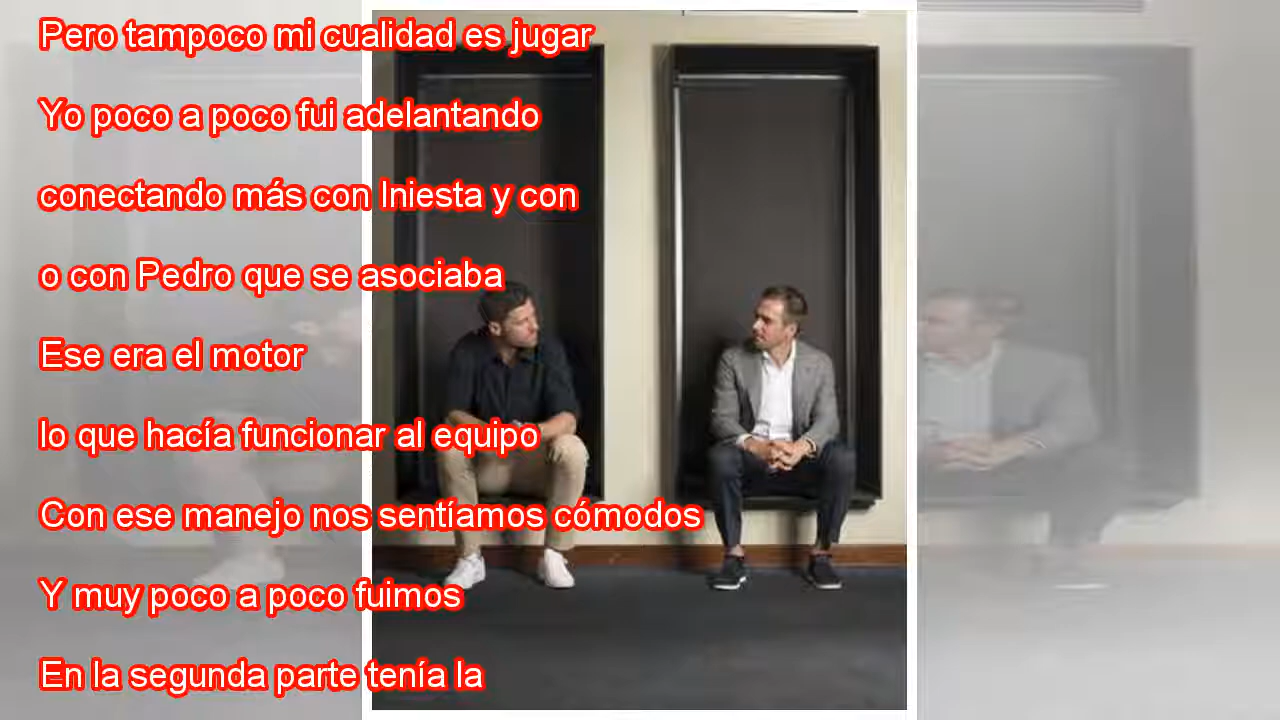 Pero tampoco mi cualidad es jugar
Yo poco a poco fui adelantando
conectando más con Iniesta y con
o con Pedro que se asociaba
Ese era el motor
lo que hacía funcionar al equipo
Con ese manejo nos sentíamos cómodos
Y muy poco a poco fuimos
En la segunda parte tenía la